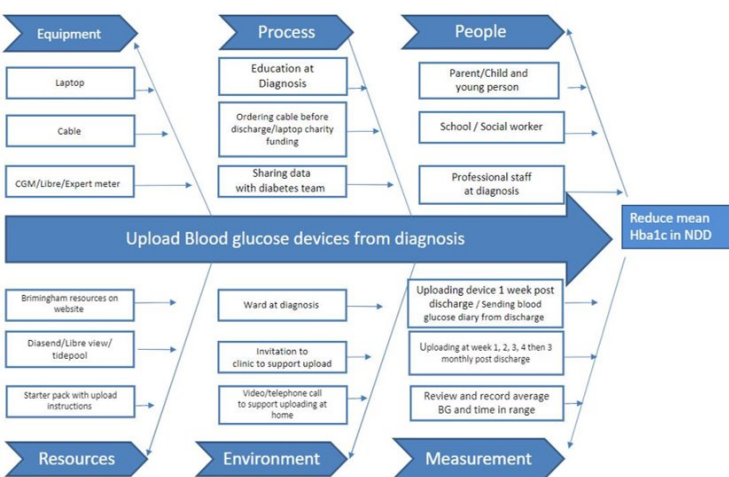 Equipment
Process
People
Laptop
Cable
CGM/Libre/Expert meter
Education at
Diagnosis
Ordering cable before
discharge/laptop charity
funding
Sharing data
with diabetes team
Parent/Child and
young person
School / Social worker
Professional staff
at diagnosis
Upload Blood glucose devices from diagnosis
Reduce mean
Hba1c in NDD
Brimingham resources on
website
Diasend/Libre view/
tidepool
Starter pack with upload
instructions
Ward at diagnosis
Invitation to
clinic to support upload
Video/telephone call
to support uploading at
home
Uploading device 1 week post
discharge / Sending blood
glucose diary from discharge
Uploading at week 1, 2, 3, 4 then 3
monthly post discharge
Review and record average
BG and time in range
Resources
Environment
Measurement